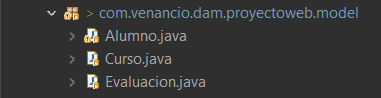 > com.venancio.dam.proyectoweb.model
Alumno.java
Curso.java
Evaluacion.java